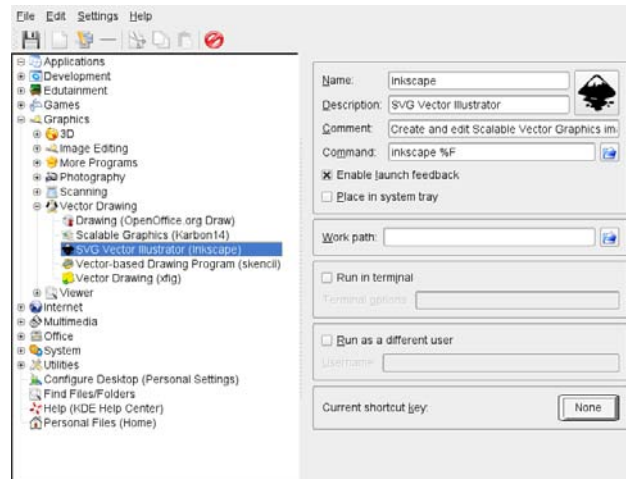 File Edit Settings Help
Applications
Development
Edutainment
Games
Graphics
3D
Image Editing
More Programs
Photography
Scanning
Vector Drawing
Drawing (OpenOffice.org Draw)
Scalable Graphics (Karbon14)
SVG Vector Illustrator (Inkscape)
Vector-based Drawing Program (skencil)
Vector Drawing (xfig)
Viewer
Internet
Multimedia
Office
System
Utilities
Configure Desktop (Personal Settings)
Find Files/Folders
Help (KDE Help Center)
Personal Files (Home)
Name: Inkscape
Description: SVG Vector Illustrator
Comment: Create and edit Scalable Vector Graphics im
Command: inkscape %F
Enable launch feedback
Place in system tray
Work path:
Run in terminal
Terminal options:
Run as a different user
Username:
Current shortcut key: None